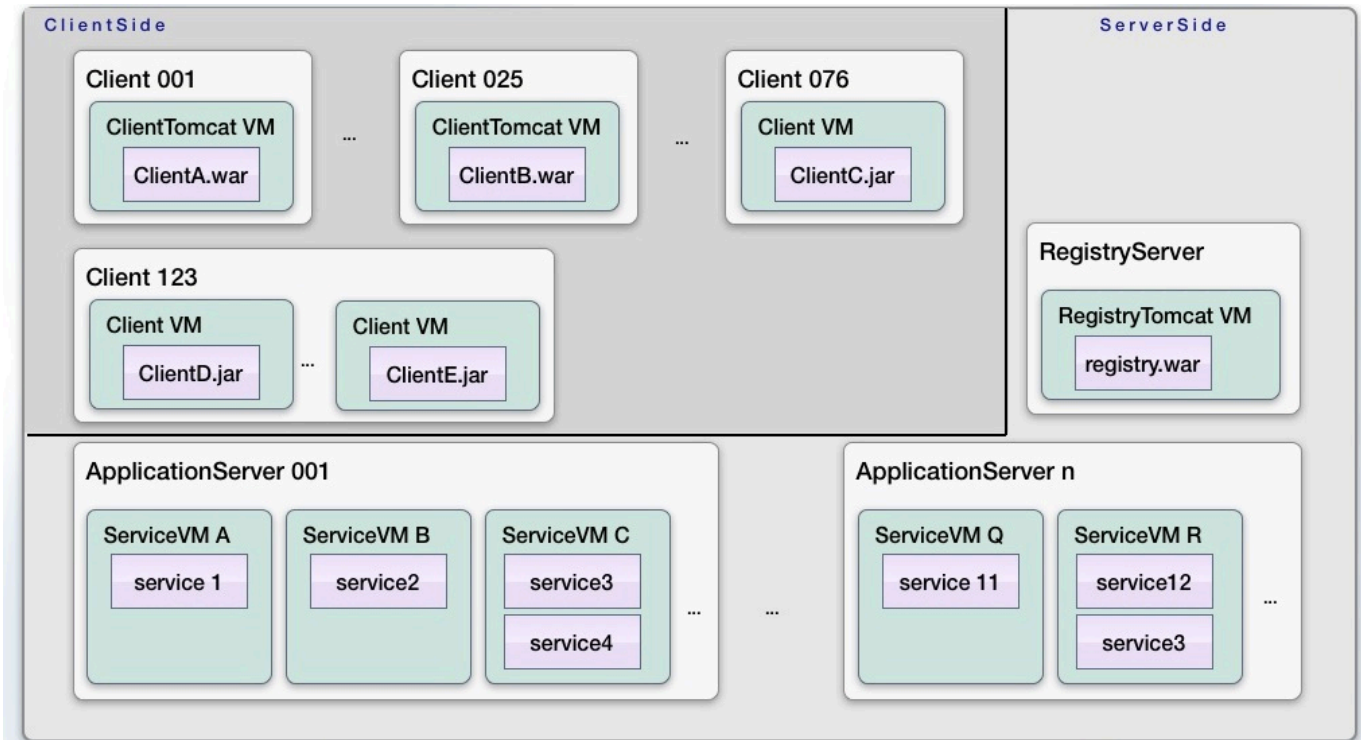 ClientSide
ServerSide
Client 001
ClientTomcat VM
ClientA.war
...
Client 025
ClientTomcat VM
ClientB.war
...
Client 076
Client VM
ClientC.jar
Client 123
Client VM
ClientD.jar
...
Client VM
ClientE.jar
RegistryServer
RegistryTomcat VM
registry.war
ApplicationServer 001
ServiceVM A
service 1
ServiceVM B
service2
ServiceVM C
service3
service4
...
...
ApplicationServer n
ServiceVM Q
service 11
ServiceVM R
service12
service3
...